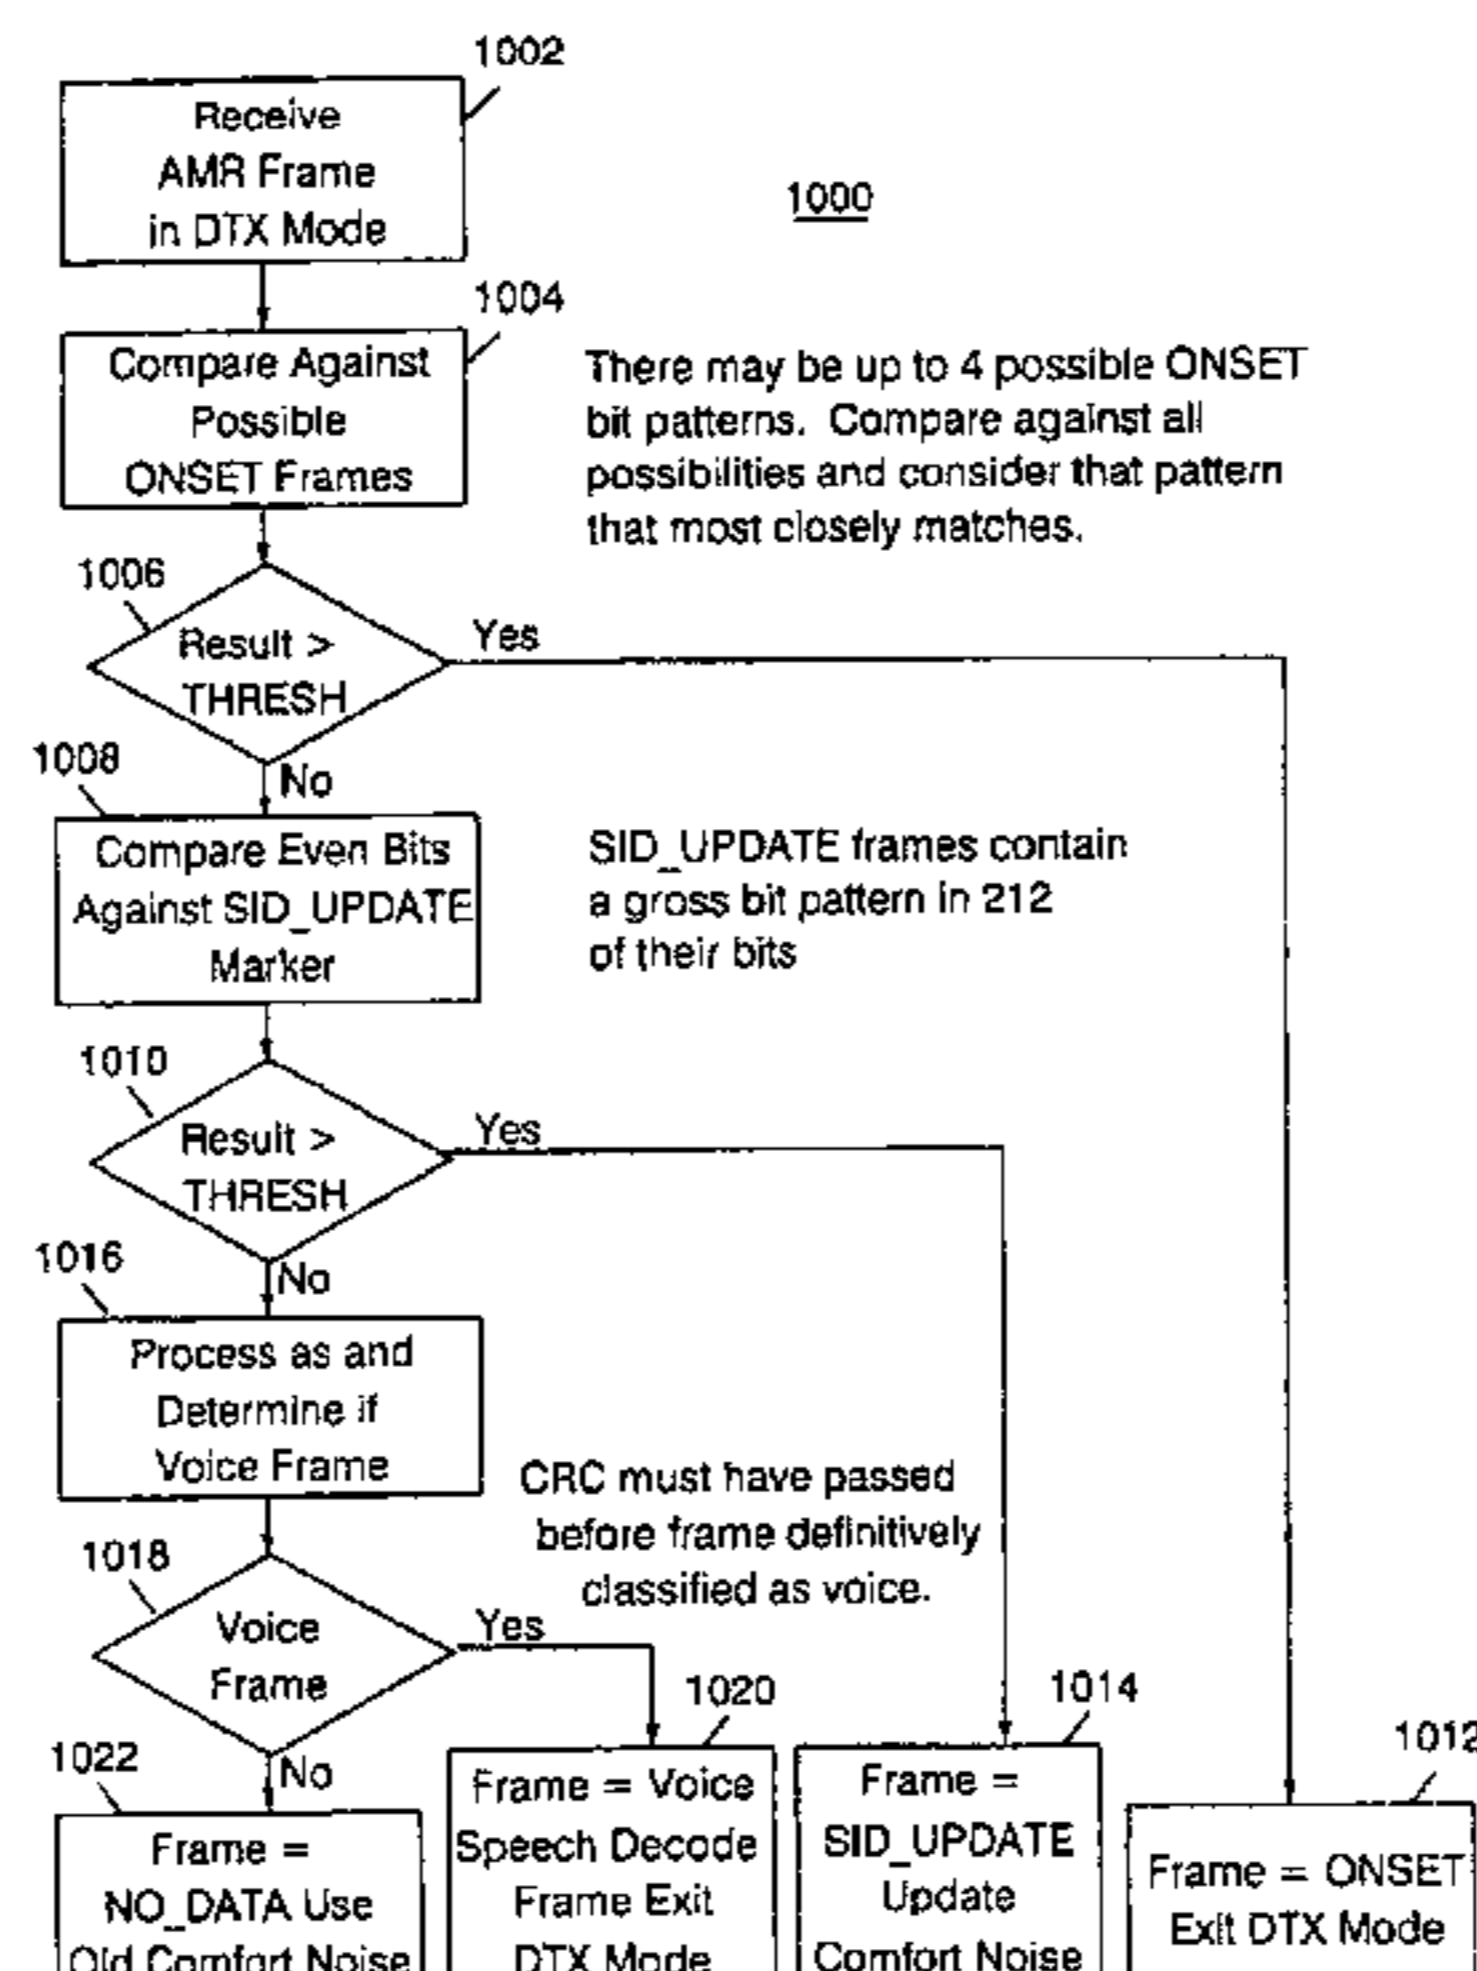 1002
Receive
AMR Frame
in DTX Mode
1000
1004
Compare Against
Possible
ONSET Frames
There may be up to 4 possible ONSET
bit patterns. Compare against all
possibilities and consider that pattern
that most closely matches.
1006
Result >
THRESH
Yes
No
1008
Compare Even Bits
Against SID_UPDATE
Marker
SID_UPDATE frames contain
a gross bit pattern in 212
of their bits
1010
Result >
THRESH
Yes
No
1016
Process as and
Determine if
Voice Frame
CRC must have passed
before frame definitively
classified as voice.
1018
Voice
Frame
Yes
No
1022
Frame =
NO_DATA Use
Old Comfort Noise
1020
Frame = Voice
Speech Decode
Frame Exit
DTX Mode
1014
Frame =
SID_UPDATE
Update
Comfort Noise
1012
Frame = ONSET
Exit DTX Mode